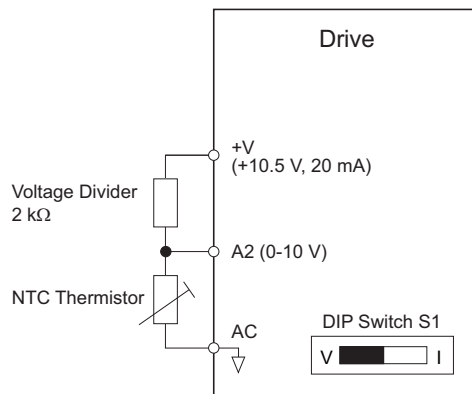 Drive
+V
(+10.5 V, 20 mA)
Voltage Divider
2 kΩ
A2 (0-10 V)
NTC Thermistor
AC
DIP Switch S1
V I